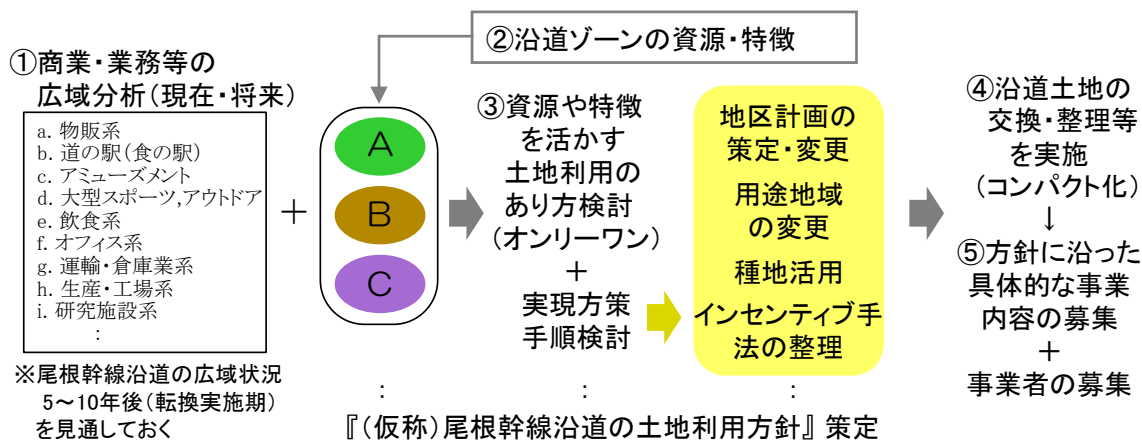 ②沿道ゾーンの資源・特徴
①商業・業務等の
広域分析(現在・将来)
a. 物販系
b. 道の駅(食の駅)
c. アミューズメント
d. 大型スポーツ,アウトドア
e. 飲食系
f. オフィス系
g. 運輸・倉庫業系
h. 生産・工場系
i. 研究施設系
:
※尾根幹線沿道の広域状況
5～10年後(転換実施期)
を見通しておく
＋
A
B
C
:
③資源や特徴
を活かす
土地利用の
あり方検討
(オンリーワン)
＋
実現方策
手順検討
:
地区計画の
策定・変更
用途地域
の変更
種地活用
インセンティブ手
法の整理
:
『(仮称)尾根幹線沿道の土地利用方針』策定
④沿道土地の
交換・整理等
を実施
(コンパクト化)
↓
⑤方針に沿った
具体的な事業
内容の募集
＋
事業者の募集